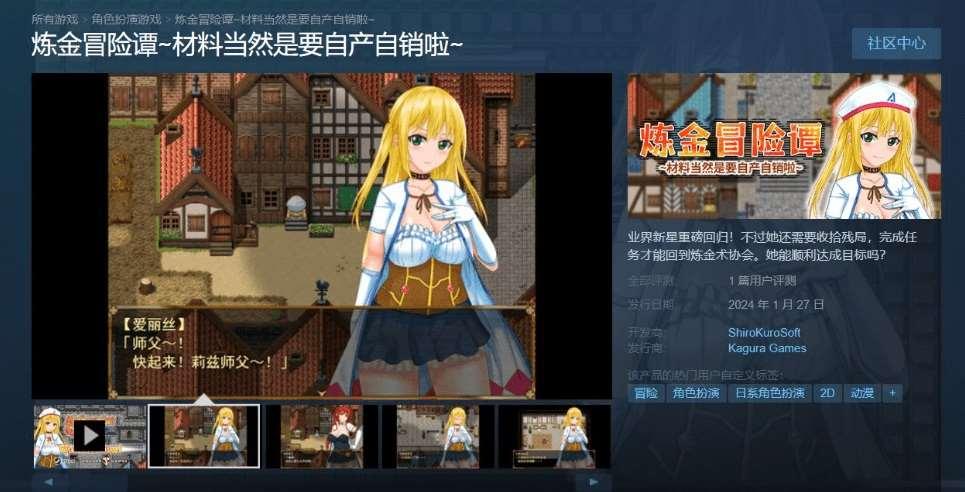 所有游戏 > 角色扮演游戏 > 炼金冒险谭~材料当然是要自产自销啦~
炼金冒险谭~材料当然是要自产自销啦~
社区中心
炼金冒险谭
~材料当然是要自产自销啦~
业界新星重磅回归！不过她还需要收拾残局，完成任
务才能回到炼金术协会。她能顺利达成目标吗？
全部评测：
1 篇用户评测
发行日期：
2024 年 1 月 27 日
开发商：
ShiroKuroSoft
发行商：
Kagura Games
该产品的热门用户自定义标签：
冒险
角色扮演
日系角色扮演
2D
动漫
+
【爱丽丝】
「师父～！
快起来！莉兹师父～！」